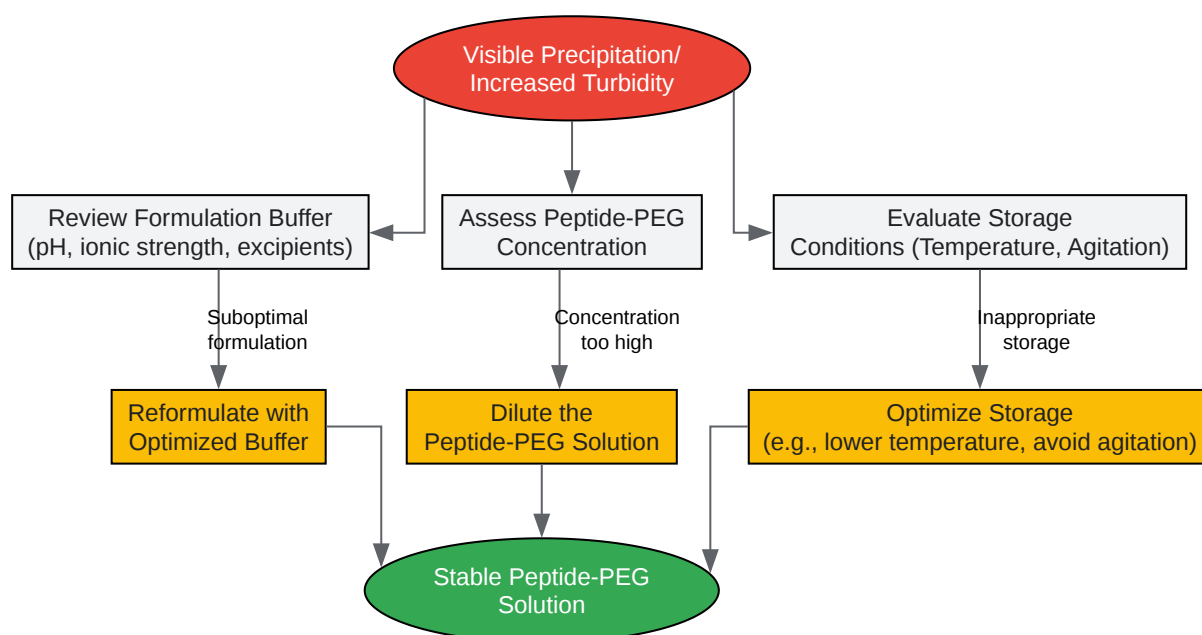 Visible Precipitation/
Increased Turbidity
Review Formulation Buffer
(pH, ionic strength, excipients)
Assess Peptide-PEG
Concentration
Evaluate Storage
Conditions (Temperature, Agitation)
Suboptimal
formulation
Concentration
too high
Inappropriate
storage
Reformulate with
Optimized Buffer
Dilute the
Peptide-PEG Solution
Optimize Storage
(e.g., lower temperature, avoid agitation)
Stable Peptide-PEG
Solution